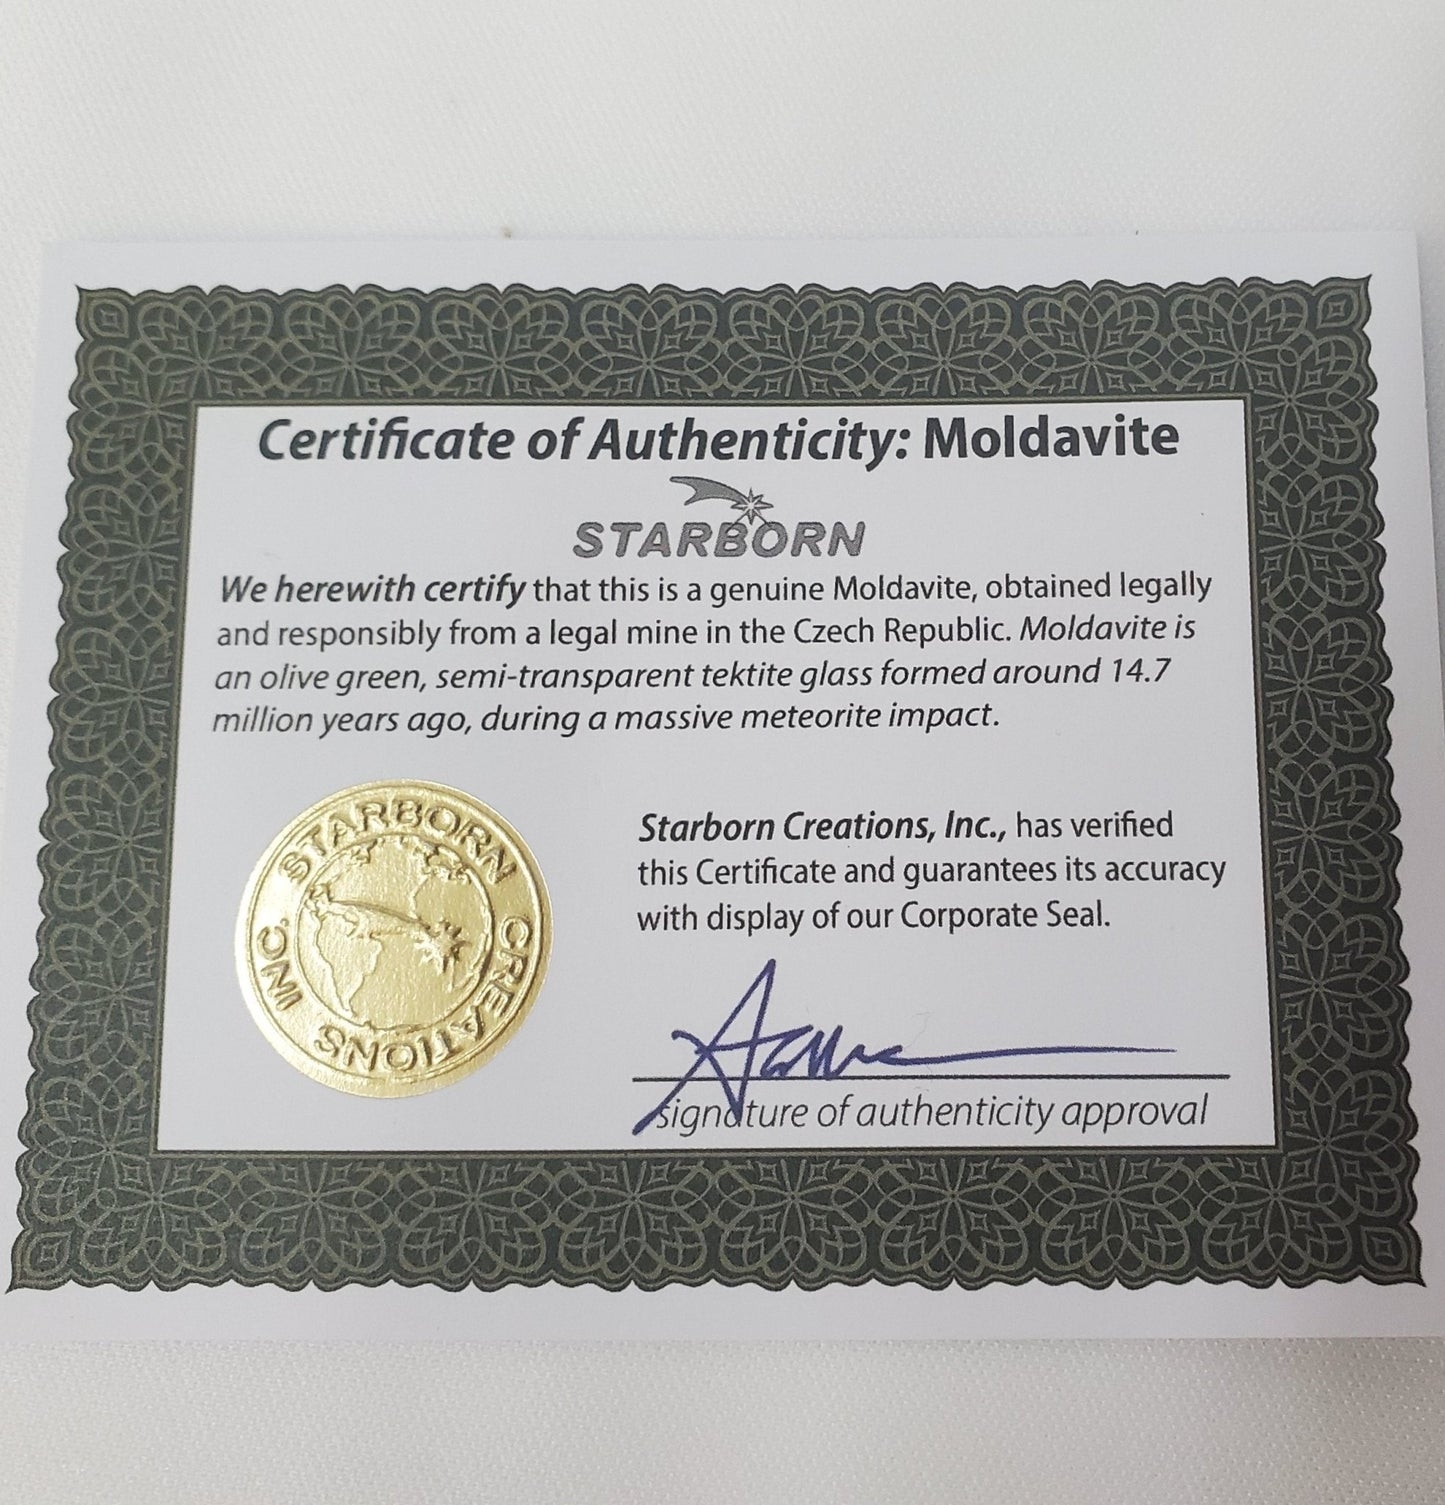 Certificate of Authenticity: Moldavite
STARBORN
We herewith certify that this is a genuine Moldavite, obtained legally
and responsibly from a legal mine in the Czech Republic. Moldavite is
an olive green, semi-transparent tektite glass formed around 14.7
million years ago, during a massive meteorite impact.
STARBORN CREATIONS INC.
Starborn Creations, Inc., has verified
this Certificate and guarantees its accuracy
with display of our Corporate Seal.
signature of authenticity approval